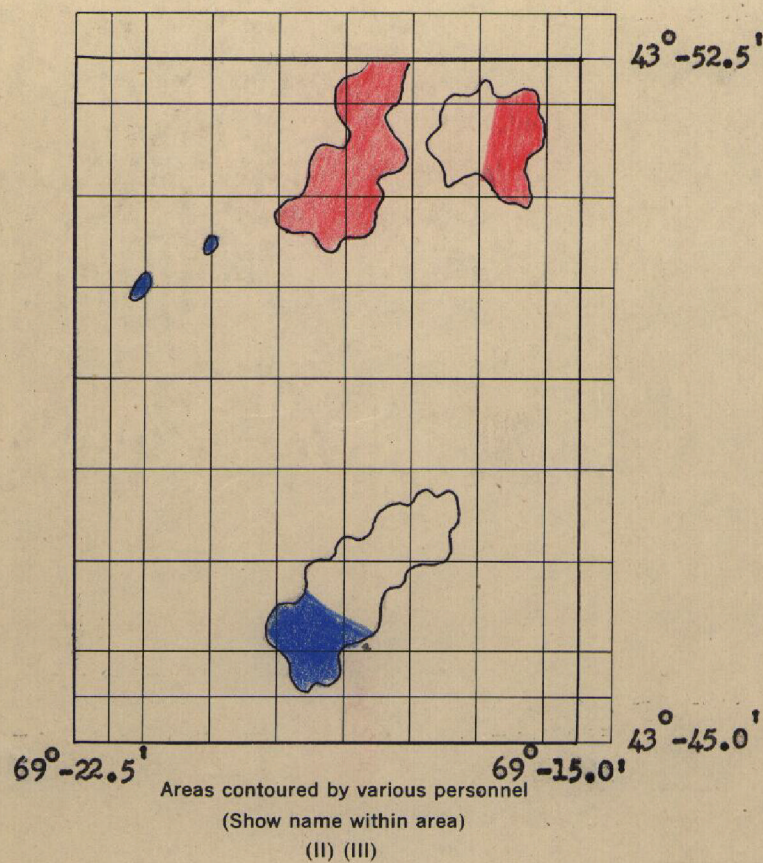 43°-52.5'
43°-45.0'
69°-22.5' 69°-15.0'
Areas contoured by various personnel
(Show name within area)
(II) (III)